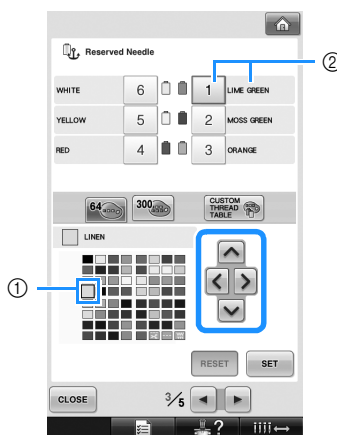 Reserved Needle
②
WHITE 6 1 LIME GREEN
YELLOW 5 2 MOSS GREEN
RED 4 3 ORANGE
64 300 CUSTOM
THREAD
TABLE
LINEN
①
RESET SET
CLOSE 3/5
?